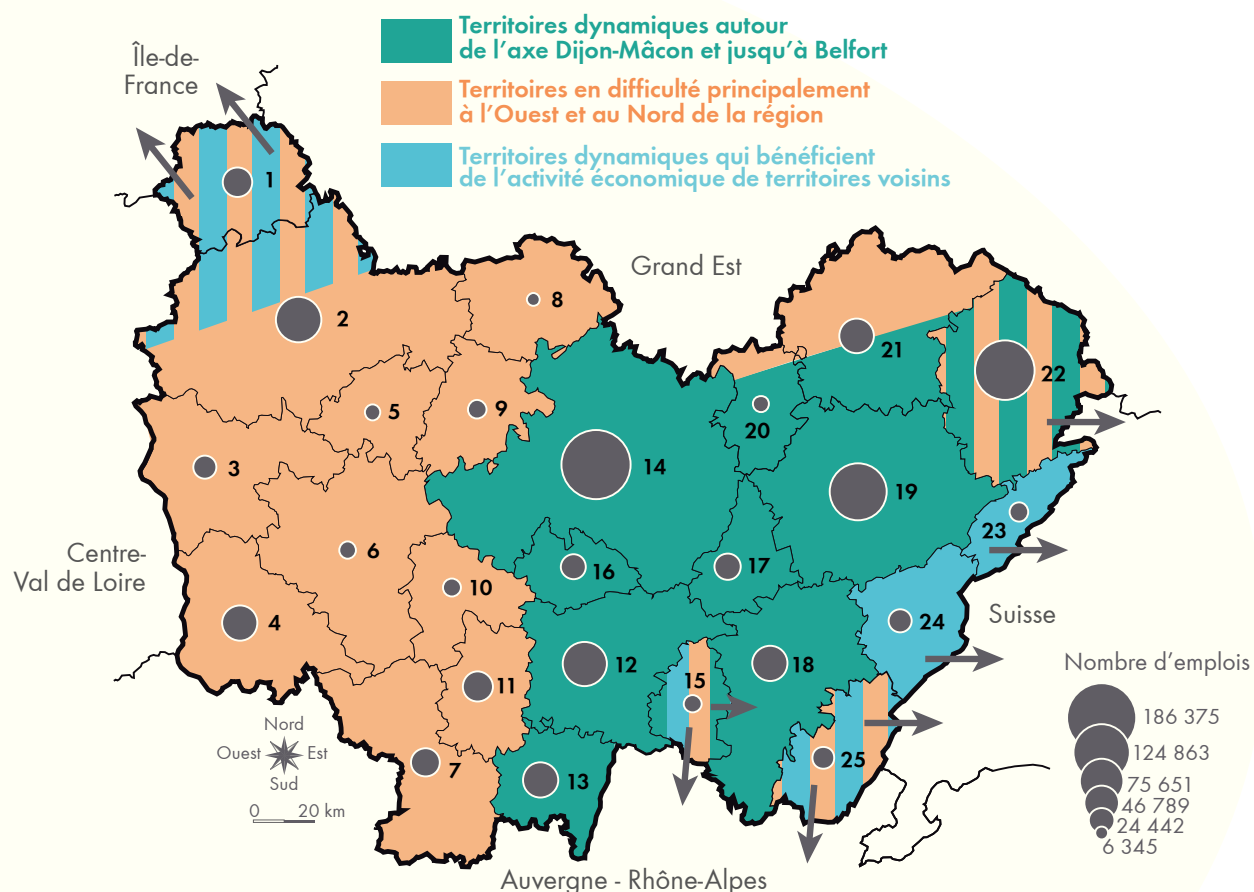 Territoires dynamiques autour
de l’axe Dijon-Mâcon et jusqu’à Belfort
Territoires en difficulté principalement
à l’Ouest et au Nord de la région
Territoires dynamiques qui bénéficient
de l’activité économique de territoires voisins
Île-de-
France
1
Grand Est
8
2
21
22
5
9
20
3
14
19
23
Centre-
Val de Loire
6
16
17
10
4
24
Suisse
12
18
11
15
Nombre d’emplois
186 375
124 863
75 651
46 789
24 442
6 345
Nord
Ouest
Est
Sud
0
20 km
7
13
25
Auvergne - Rhône-Alpes